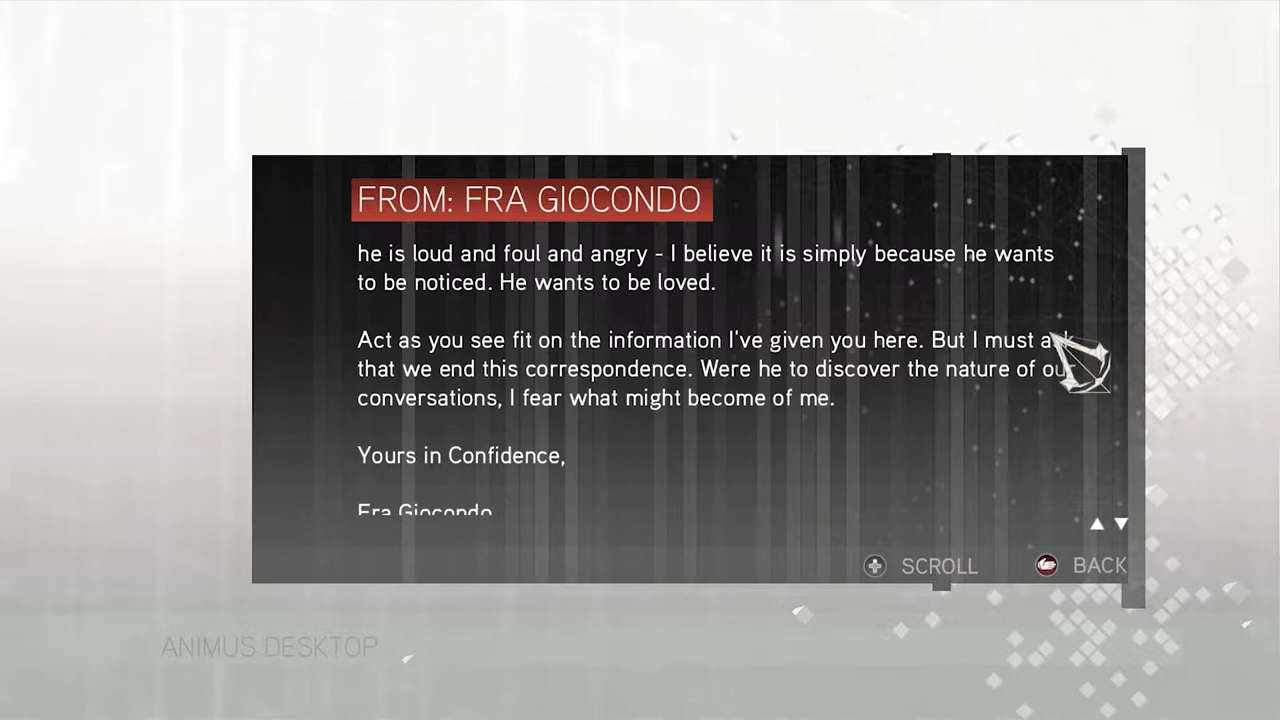 FROM: FRA GIOCONDO
he is loud and foul and angry - I believe it is simply because he wants
to be noticed. He wants to be loved.
Act as you see fit on the information I've given you here. But I must ask
that we end this correspondence. Were he to discover the nature of our
conversations, I fear what might become of me.
Yours in Confidence,
Fra Giocondo
SCROLL
BACK
ANIMUS DESKTOP